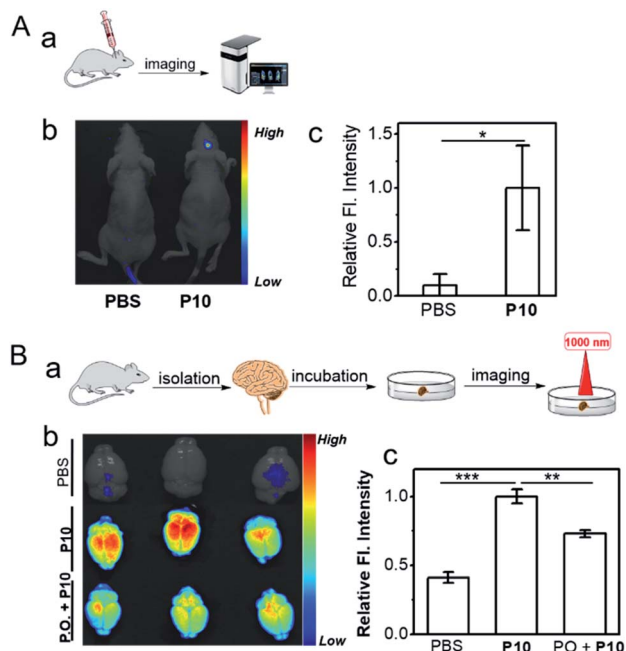 A
a
imaging
b
High
Low
PBS P10
c
Relative Fl. Intensity
1.5
1.0
0.5
0.0
*
PBS P10
B
a
isolation
incubation
imaging
1000 nm
b
PBS
P10
P.O. + P10
High
Low
c
Relative Fl. Intensity
1.0
0.5
0.0
*** **
PBS P10 PO + P10